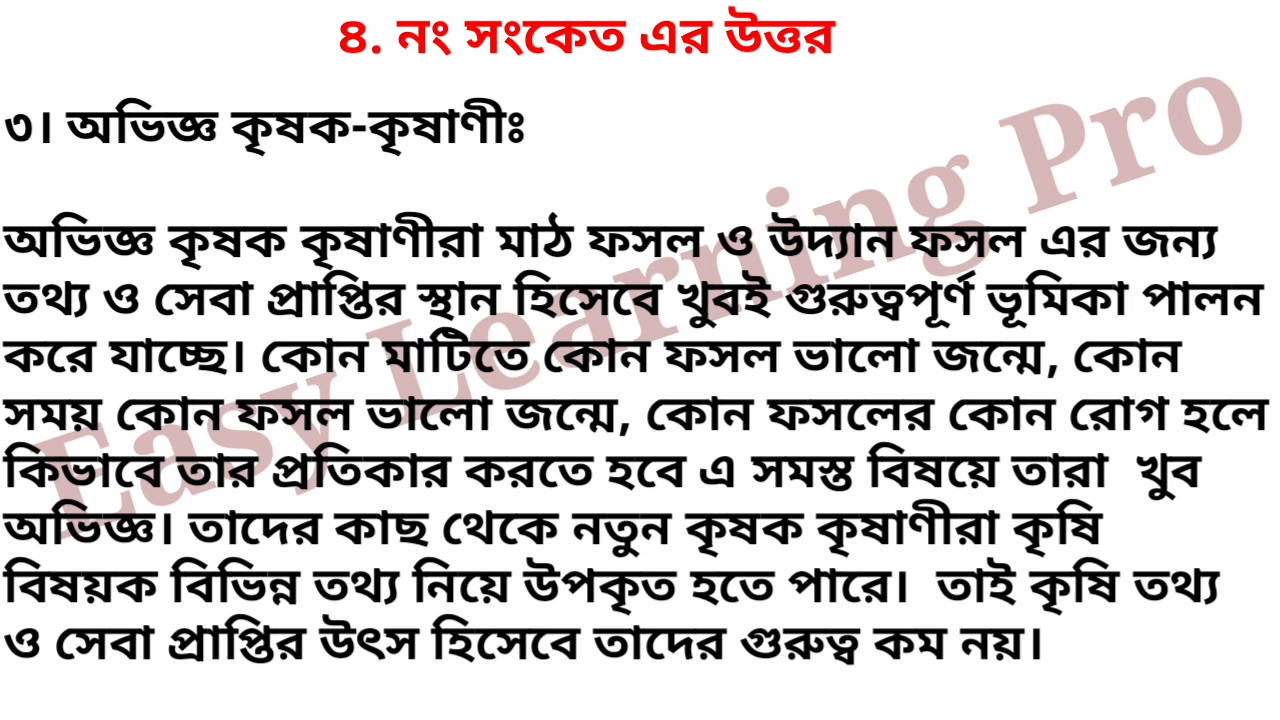 ৪. নং সংকেত এর উত্তর
৩। অভিজ্ঞ কৃষক-কৃষাণীঃ
অভিজ্ঞ কৃষক কৃষাণীরা মাঠ ফসল ও উদ্যান ফসল এর জন্য
তথ্য ও সেবা প্রাপ্তির স্থান হিসেবে খুবই গুরুত্বপূর্ণ ভূমিকা পালন
করে যাচ্ছে। কোন মাটিতে কোন ফসল ভালো জন্মে, কোন
সময় কোন ফসল ভালো জন্মে, কোন ফসলের কোন রোগ হলে
কিভাবে তার প্রতিকার করতে হবে এ সমস্ত বিষয়ে তারা খুব
অভিজ্ঞ। তাদের কাছ থেকে নতুন কৃষক কৃষাণীরা কৃষি
বিষয়ক বিভিন্ন তথ্য নিয়ে উপকৃত হতে পারে। তাই কৃষি তথ্য
ও সেবা প্রাপ্তির উৎস হিসেবে তাদের গুরুত্ব কম নয়।
Easy Learning Pro